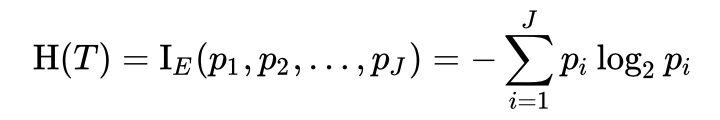 H(T) = I_E(p_1, p_2, ..., p_J) = − ∑_{i=1}^{J} p_i log_2 p_i